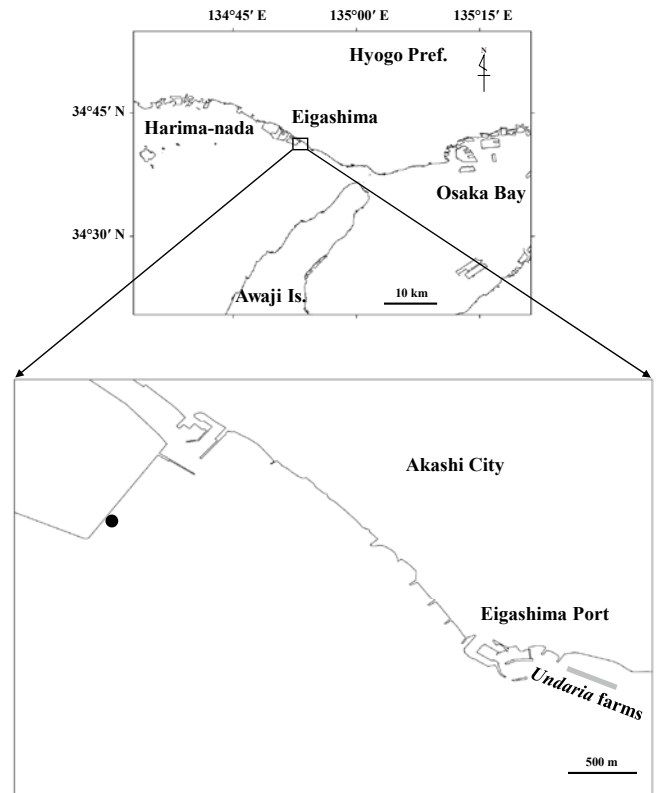 134°45′ E 135°00′ E 135°15′ E
Hyogo Pref.
N
34°45′ N
Eigashima
Harima-nada
Osaka Bay
34°30′ N
Awaji Is.
10 km
Akashi City
Eigashima Port
Undaria farms
500 m